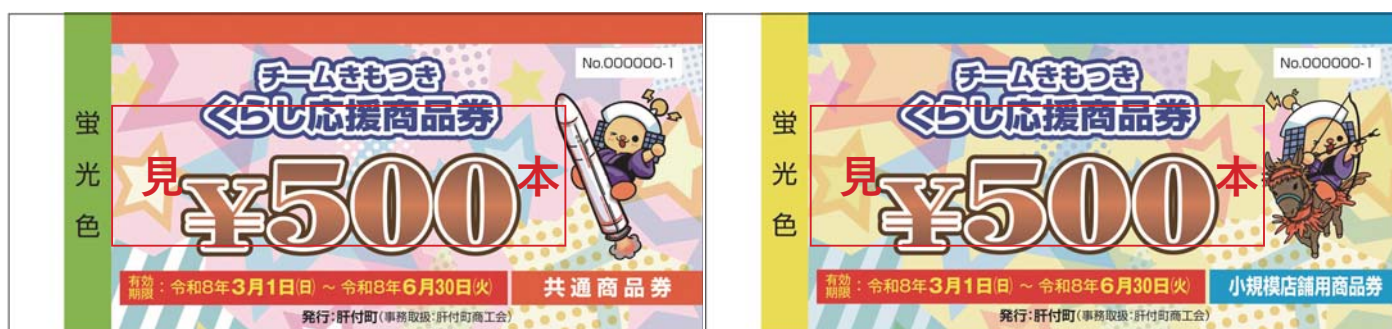 蛍光色
No.000000-1
チームきもつき
くらし応援商品券
見本
¥500
有効期限：令和8年3月1日(日) ～ 令和8年6月30日(火)
共通商品券
発行：肝付町(事務取扱：肝付町商工会)
蛍光色
No.000000-1
チームきもつき
くらし応援商品券
見本
¥500
有効期限：令和8年3月1日(日) ～ 令和8年6月30日(火)
小規模店舗用商品券
発行：肝付町(事務取扱：肝付町商工会)